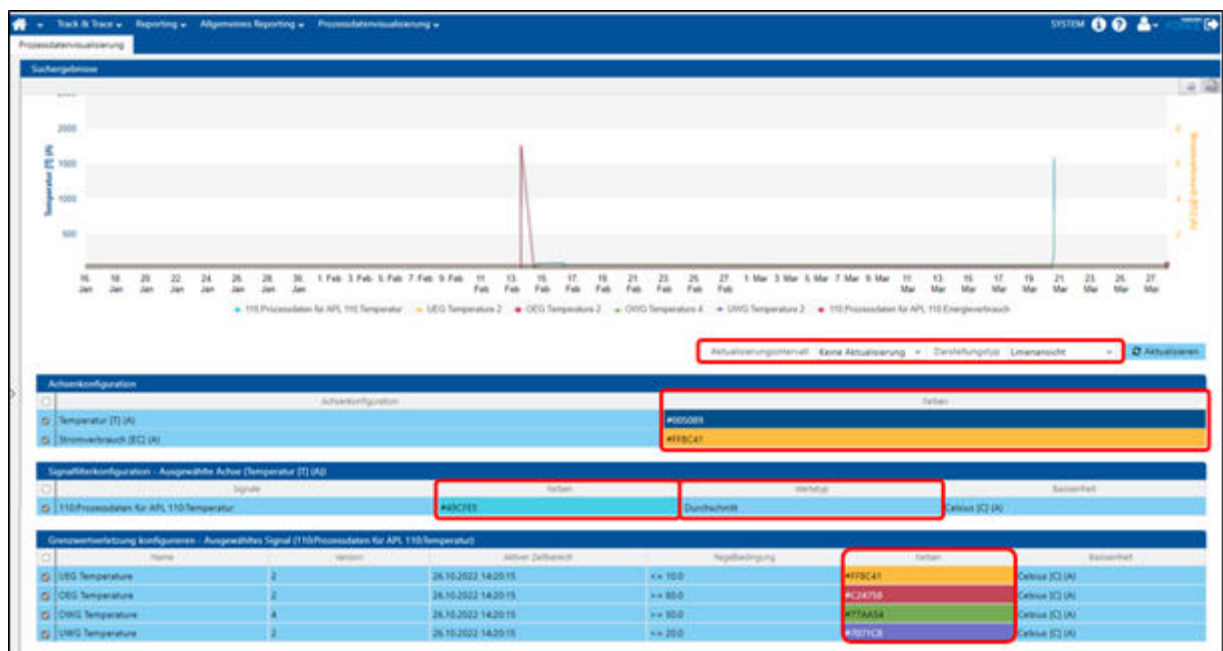 Track & Trace Reporting Allgemeines Reporting Prozessdatenvisualisierung SYSTEM
Prozessdatenvisualisierung
Suchergebnisse
2000
1500
1000
500
Temperatur [T] (A)
Stromverbrauch [EC] (A)
16. Jan 18. Jan 20. Jan 22. Jan 24. Jan 26. Jan 28. Jan 30. Jan 1. Feb 3. Feb 5. Feb 7. Feb 9. Feb 11. Feb 13. Feb 15. Feb 17. Feb 19. Feb 21. Feb 23. Feb 25. Feb 27. Feb 1. Mar 3. Mar 5. Mar 7. Mar 9. Mar 11. Mar 13. Mar 15. Mar 17. Mar 19. Mar 21. Mar 23. Mar 25. Mar 27. Mar
110:Prozessdaten für APL 110:Temperatur UEG Temperature 2 OEG Temperature 2 OWG Temperature 4 UWG Temperature 2 110:Prozessdaten für APL 110:Energieverbrauch
Aktualisierungsintervall Keine Aktualisierung Darstellungstyp Linienansicht Aktualisieren
Achsenkonfiguration
Achsenkonfiguration Farben
Temperatur [T] (A) #005089
Stromverbrauch [EC] (A) #FFBC41
Signalfilterkonfiguration - Ausgewählte Achse (Temperatur [T] (A))
Signale Farben Wertetyp Basiseinheit
110:Prozessdaten für APL 110:Temperatur Durchschnitt Celsius [C] (A)
Grenzwertverletzung konfigurieren - Ausgewähltes Signal (110:Prozessdaten für APL 110:Temperatur)
Name Version Aktiver Zeitbereich Regelbedingung Farben Basiseinheit
UEG Temperature 2 26.10.2022 14:20:15 <= 10.0 #FFBC41 Celsius [C] (A)
OEG Temperature 2 26.10.2022 14:20:15 >= 60.0 #C24758 Celsius [C] (A)
OWG Temperature 4 26.10.2022 14:20:15 >= 50.0 #77AA54 Celsius [C] (A)
UWG Temperature 2 26.10.2022 14:20:15 <= 20.0 #7071CB Celsius [C] (A)